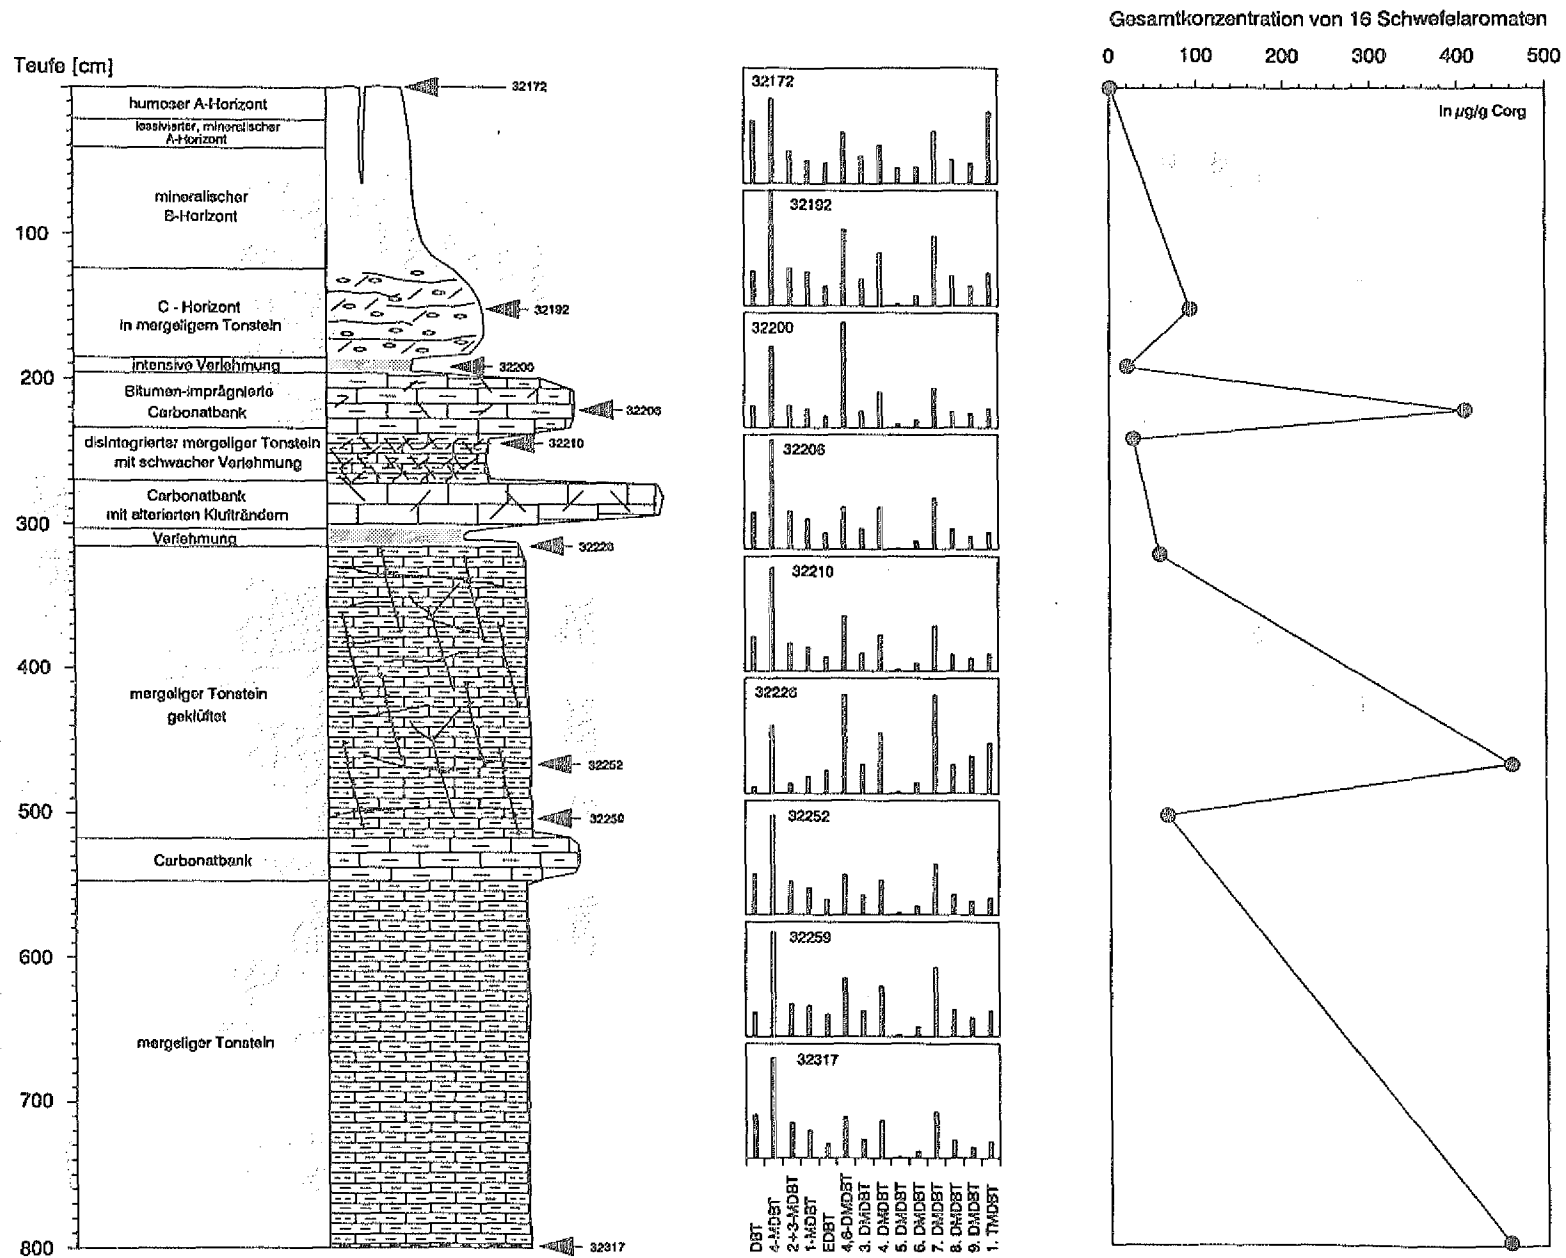 Gesamtkonzentration von 16 Schwefelaromaten
0 100 200 300 400 500
in µg/g Corg
Teufe [cm]
100
200
300
400
500
600
700
800
humoser A-Horizont
lessivierter, mineralischer
A-Horizont
mineralischer
B-Horizont
C - Horizont
in mergeligem Tonstein
intensive Verlehmung
Bitumen-imprägnierte
Carbonatbank
disintegrierter mergeliger Tonstein
mit schwacher Verlehmung
Carbonatbank
mit alterierten Klufträndern
Verlehmung
mergeliger Tonstein
geklüftet
Carbonatbank
mergeliger Tonstein
32172
32192
32200
32206
32210
32226
32252
32259
32317
32172
32192
32200
32206
32210
32226
32252
32259
32317
DBT
4-MDBT
2+3-MDBT
1-MDBT
EDBT
4,6-DMDBT
3. DMDBT
4. DMDBT
5. DMDBT
6. DMDBT
7. DMDBT
8. DMDBT
9. DMDBT
1. TMDBT